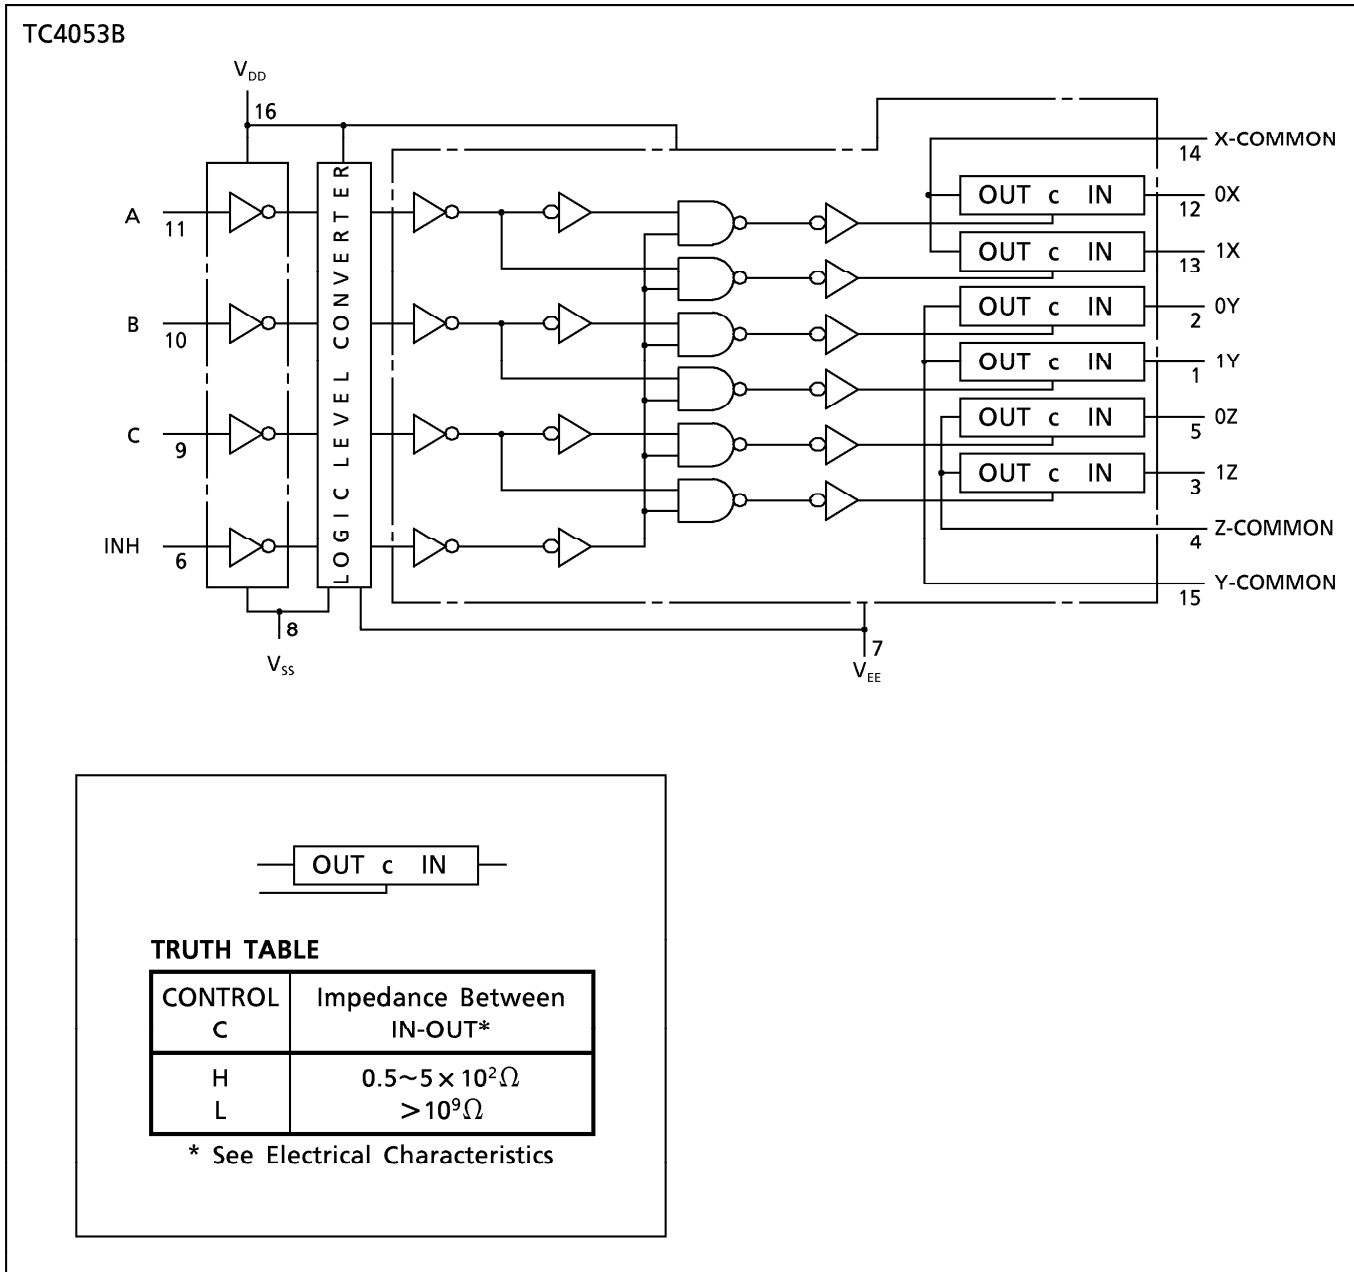 TC4053B
V_DD
16
X-COMMON
14
A
11
OUT c IN
0X
12
OUT c IN
1X
13
OUT c IN
0Y
2
B
10
OUT c IN
1Y
1
OUT c IN
0Z
5
C
9
OUT c IN
1Z
3
LOGIC LEVEL CONVERTER
Z-COMMON
4
INH
6
Y-COMMON
15
8
V_SS
7
V_EE
OUT c IN
TRUTH TABLE
CONTROL C
Impedance Between IN-OUT*
H 0.5~5×10²Ω
L >10⁹Ω
* See Electrical Characteristics